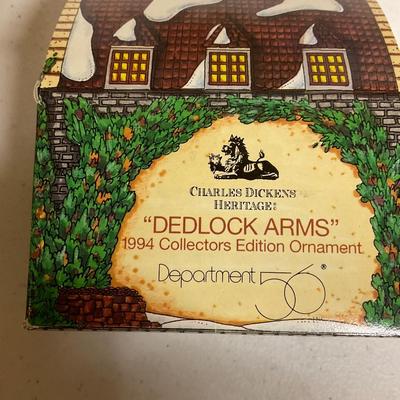 CHARLES DICKENS
HERITAGE®
"DEDLOCK ARMS"
1994 Collectors Edition Ornament
Department 56®